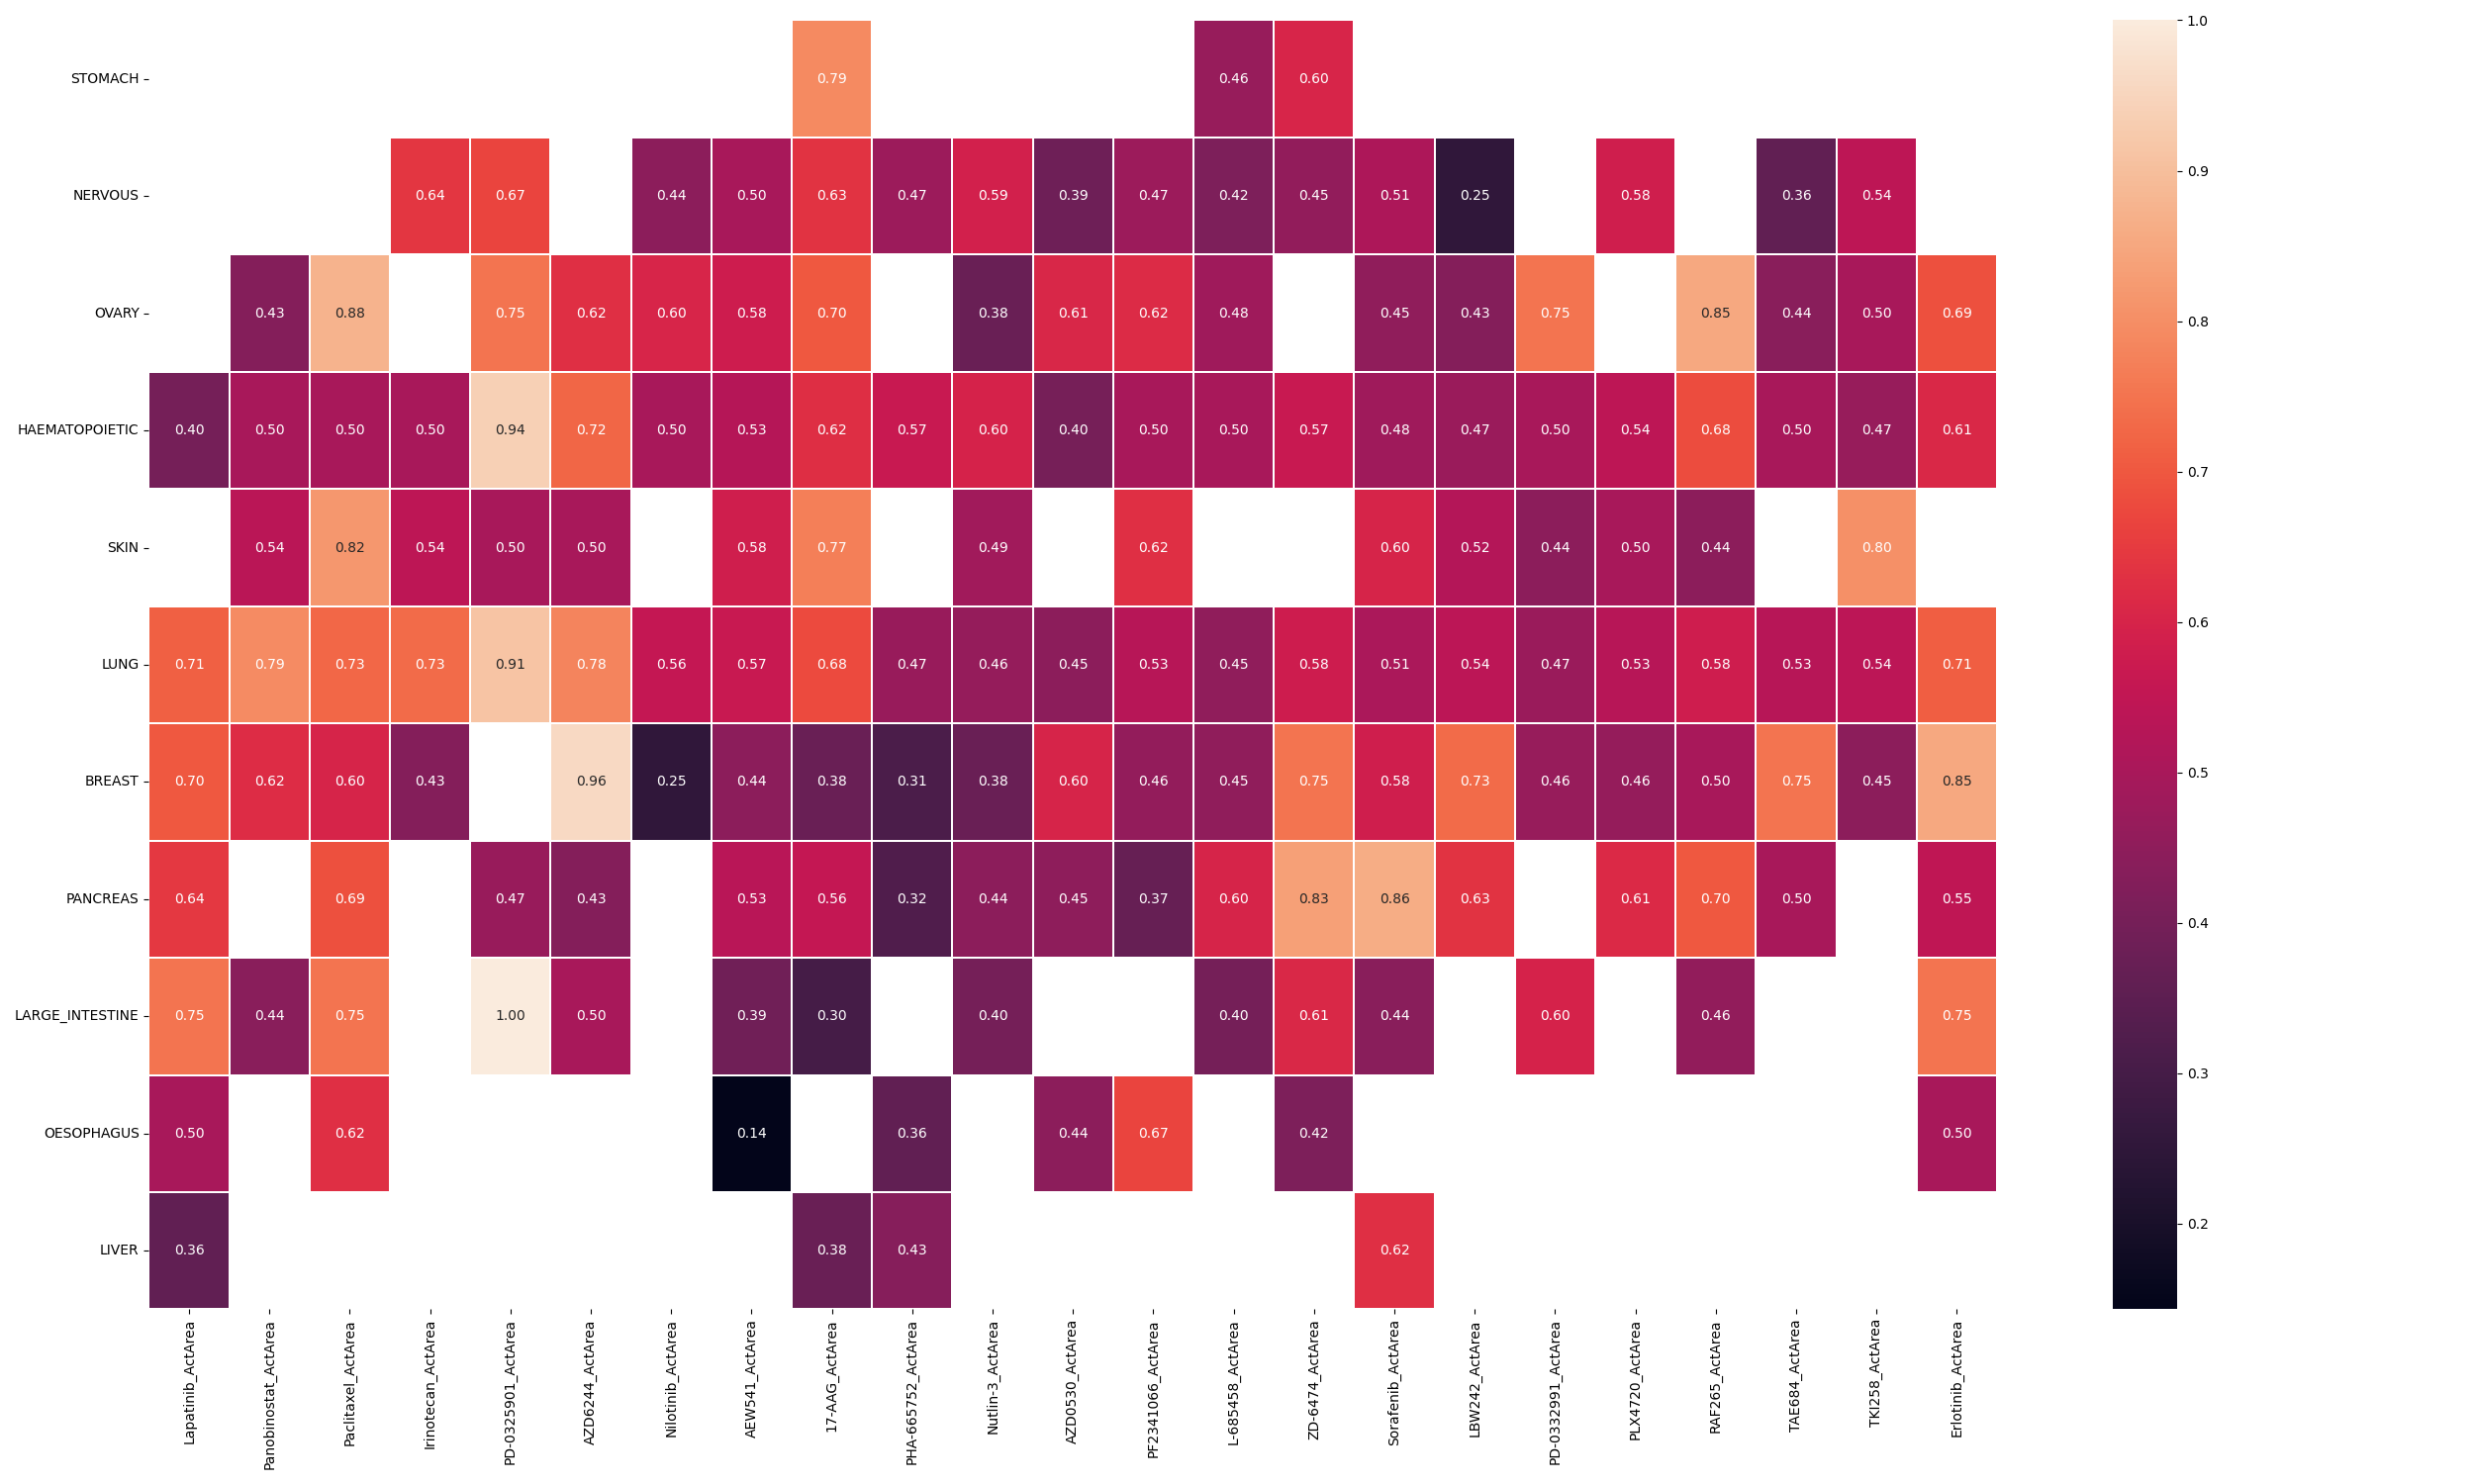 STOMACH 0.79 0.46 0.60
NERVOUS 0.64 0.67 0.44 0.50 0.63 0.47 0.59 0.39 0.47 0.42 0.45 0.51 0.25 0.58 0.36 0.54
OVARY 0.43 0.88 0.75 0.62 0.60 0.58 0.70 0.38 0.61 0.62 0.48 0.45 0.43 0.75 0.85 0.44 0.50 0.69
HAEMATOPOIETIC 0.40 0.50 0.50 0.50 0.94 0.72 0.50 0.53 0.62 0.57 0.60 0.40 0.50 0.50 0.57 0.48 0.47 0.50 0.54 0.68 0.50 0.47 0.61
SKIN 0.54 0.82 0.54 0.50 0.50 0.58 0.77 0.49 0.62 0.60 0.52 0.44 0.50 0.44 0.80
LUNG 0.71 0.79 0.73 0.73 0.91 0.78 0.56 0.57 0.68 0.47 0.46 0.45 0.53 0.45 0.58 0.51 0.54 0.47 0.53 0.58 0.53 0.54 0.71
BREAST 0.70 0.62 0.60 0.43 0.96 0.25 0.44 0.38 0.31 0.38 0.60 0.46 0.45 0.75 0.58 0.73 0.46 0.46 0.50 0.75 0.45 0.85
PANCREAS 0.64 0.69 0.47 0.43 0.53 0.56 0.32 0.44 0.45 0.37 0.60 0.83 0.86 0.63 0.61 0.70 0.50 0.55
LARGE_INTESTINE 0.75 0.44 0.75 1.00 0.50 0.39 0.30 0.40 0.40 0.61 0.44 0.60 0.46 0.75
OESOPHAGUS 0.50 0.62 0.14 0.36 0.44 0.67 0.42 0.50
LIVER 0.36 0.38 0.43 0.62
Lapatinib_ActArea
Panobinostat_ActArea
Paclitaxel_ActArea
Irinotecan_ActArea
PD-0325901_ActArea
AZD6244_ActArea
Nilotinib_ActArea
AEW541_ActArea
17-AAG_ActArea
PHA-665752_ActArea
Nutlin-3_ActArea
AZD0530_ActArea
PF2341066_ActArea
L-685458_ActArea
ZD-6474_ActArea
Sorafenib_ActArea
LBW242_ActArea
PD-0332991_ActArea
PLX4720_ActArea
RAF265_ActArea
TAE684_ActArea
TKI258_ActArea
Erlotinib_ActArea
1.0
0.9
0.8
0.7
0.6
0.5
0.4
0.3
0.2